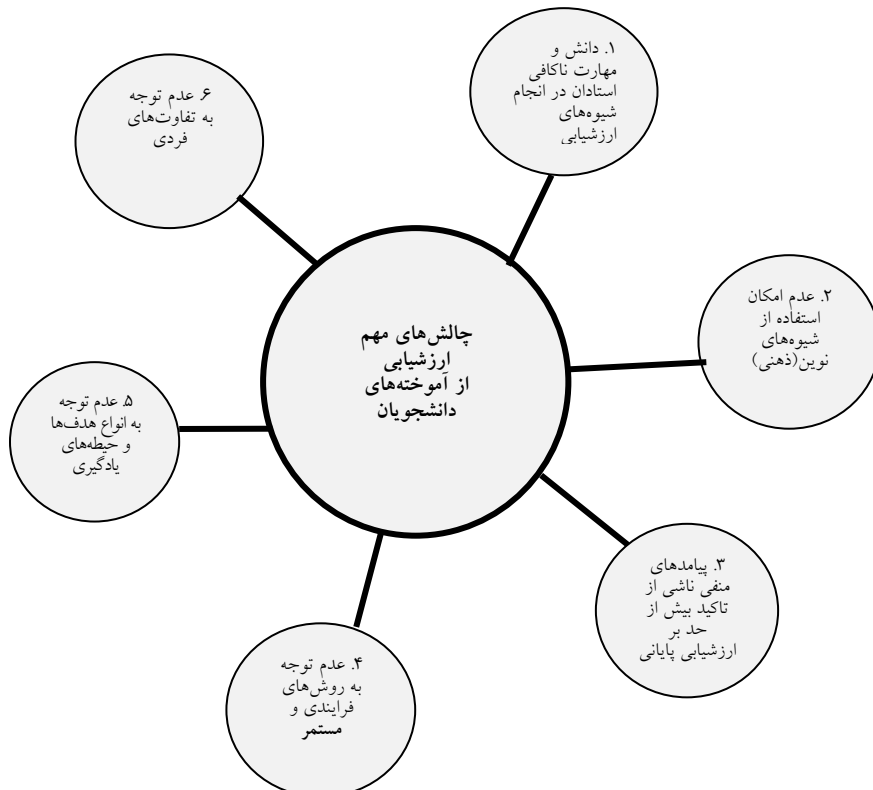 چالش‌های مهم
ارزشیابی
از آموخته‌های
دانشجویان
۱. دانش و
مهارت ناکافی
استادان در انجام
شیوه‌های
ارزشیابی
۲. عدم امکان
استفاده از
شیوه‌های
نوین(ذهنی)
۳. پیامدهای
منفی ناشی از
تاکید بیش از
حد بر
ارزشیابی پایانی
۴. عدم توجه
به روش‌های
فرایندی و
مستمر
۵. عدم توجه
به انواع هدف‌ها
و حیطه‌های
یادگیری
۶. عدم توجه
به تفاوت‌های
فردی